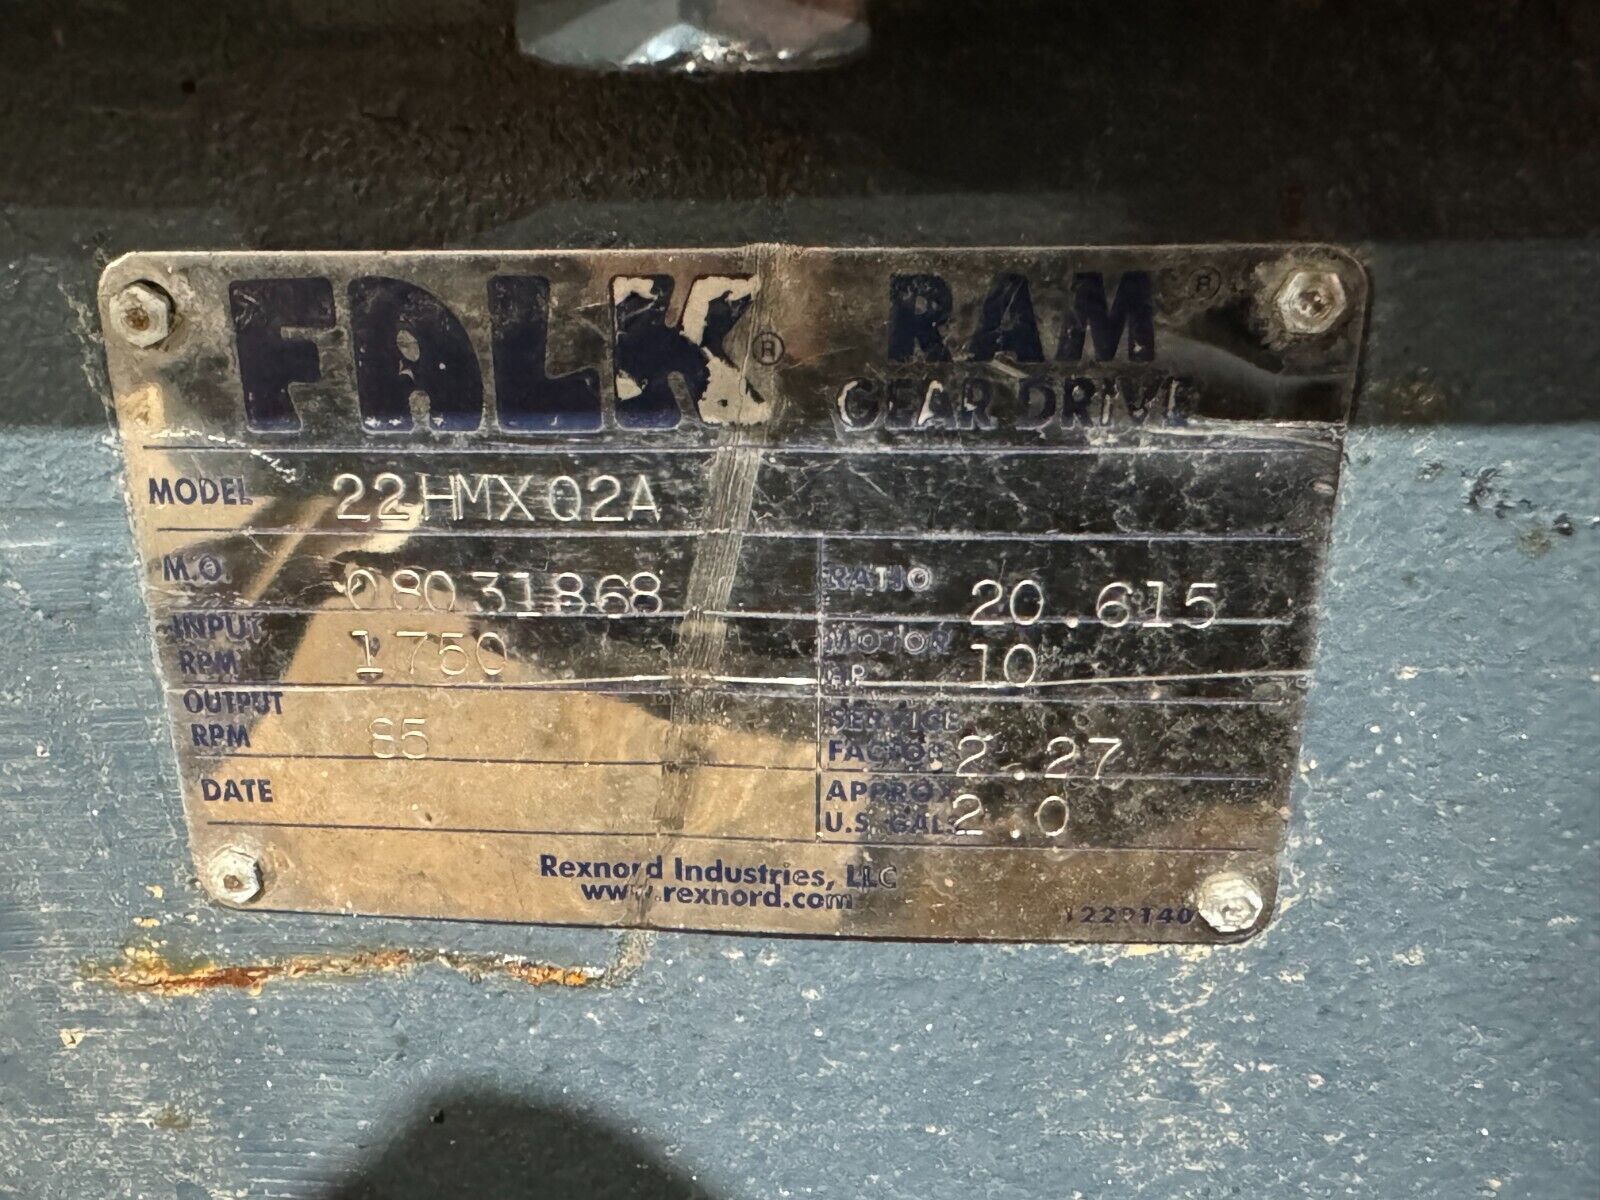 FALK® RAM®
GEAR DRIVE
MODEL 22HMXQ2A
M.O. 08031868 RATIO 20.615
INPUT RPM 1750 MOTOR HP 10
OUTPUT RPM 85 SERVICE FACTOR 2.27
DATE APPROX U.S. GALS 2.0
Rexnord Industries, LLC
www.rexnord.com